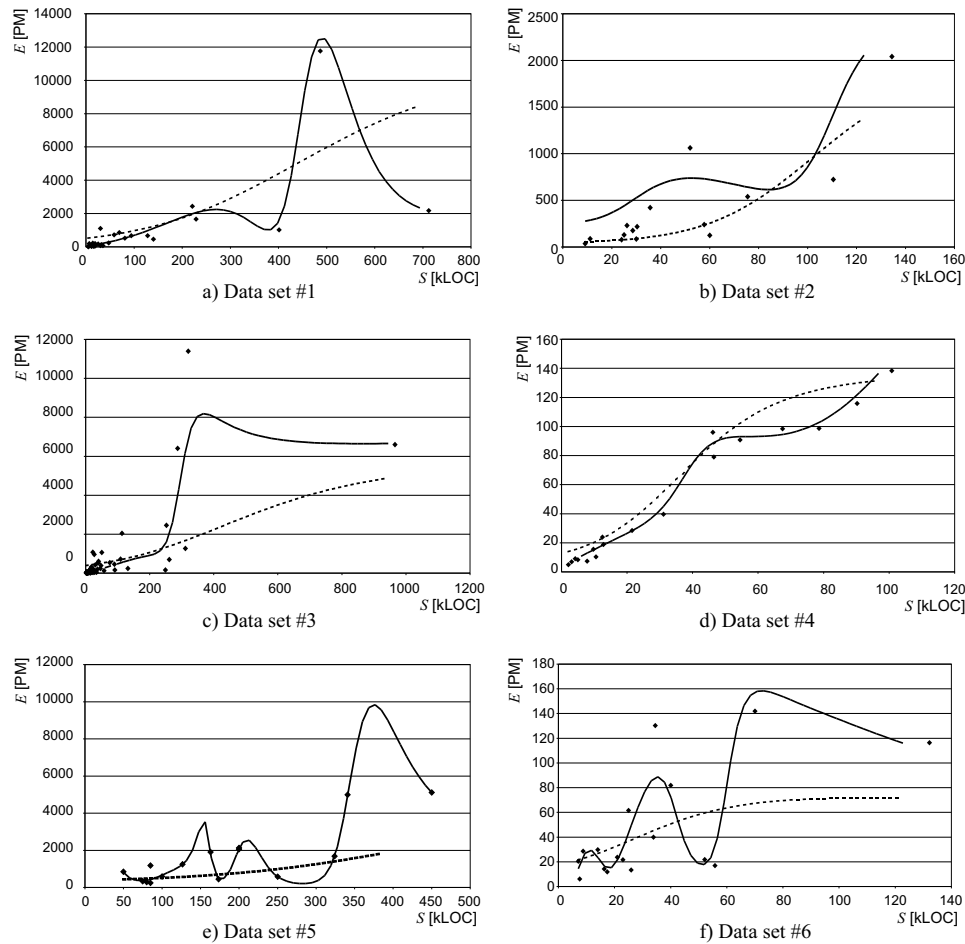 E [PM]
14000
12000
10000
8000
6000
4000
2000
0
0 100 200 300 400 500 600 700 800
S [kLOC]
a) Data set #1
E [PM]
2500
2000
1500
1000
500
0
0 20 40 60 80 100 120 140 160
S [kLOC]
b) Data set #2
E [PM]
12000
10000
8000
6000
4000
2000
0
0 200 400 600 800 1000 1200
S [kLOC]
c) Data set #3
E [PM]
160
140
120
100
80
60
40
20
0
0 20 40 60 80 100 120
S [kLOC]
d) Data set #4
E [PM]
12000
10000
8000
6000
4000
2000
0
0 50 100 150 200 250 300 350 400 450 500
S [kLOC]
e) Data set #5
E [PM]
180
160
140
120
100
80
60
40
20
0
0 20 40 60 80 100 120 140
S [kLOC]
f) Data set #6